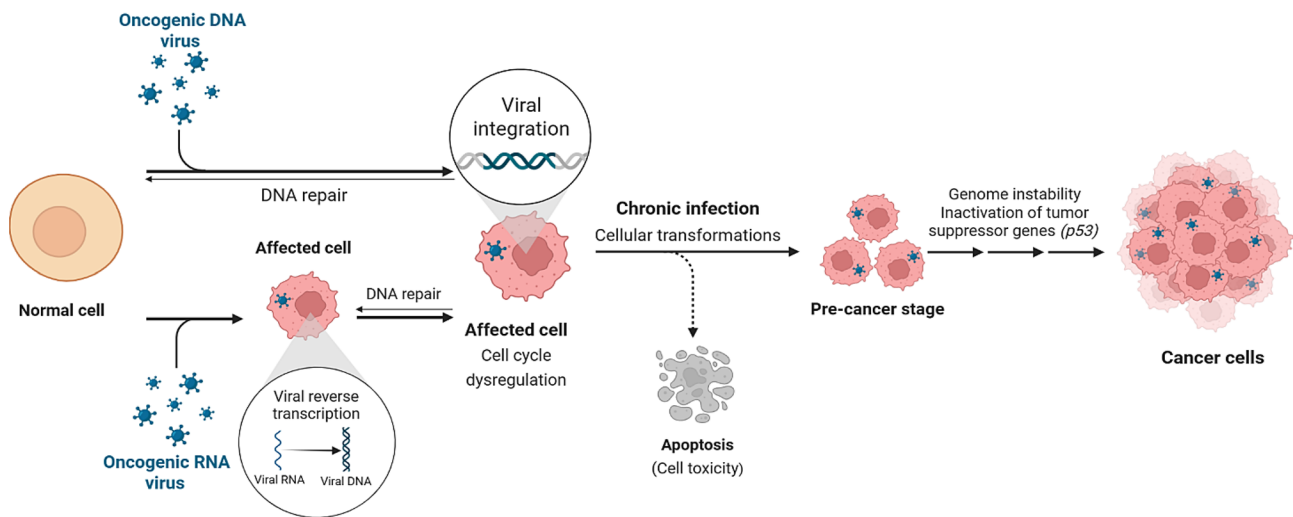 Oncogenic DNA
virus
Viral
integration
DNA repair
Normal cell
Affected cell
DNA repair
Viral reverse
transcription
Viral RNA
Viral DNA
Oncogenic RNA
virus
Affected cell
Cell cycle
dysregulation
Chronic infection
Cellular transformations
Apoptosis
(Cell toxicity)
Pre-cancer stage
Genome instability
Inactivation of tumor
suppressor genes (p53)
Cancer cells